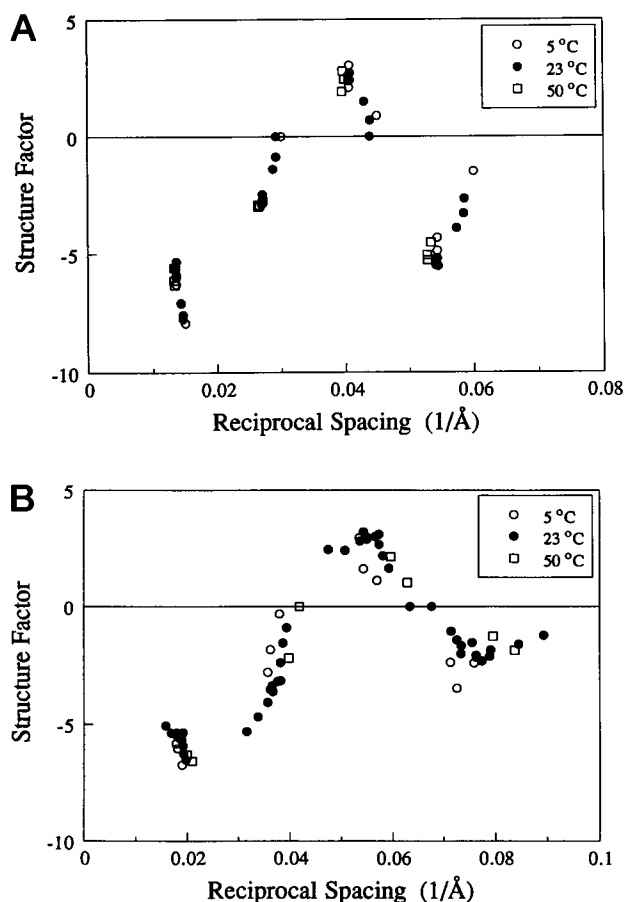 A
5
0
-5
-10
Structure Factor
5 °C
23 °C
50 °C
0
0.02
0.04
0.06
0.08
Reciprocal Spacing (1/Å)
B
5
0
-5
-10
Structure Factor
5 °C
23 °C
50 °C
0
0.02
0.04
0.06
0.08
0.1
Reciprocal Spacing (1/Å)